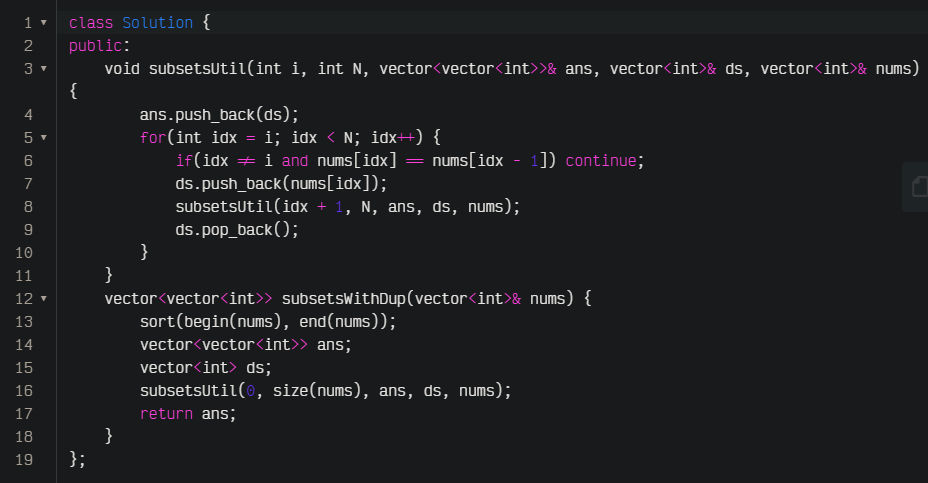 1 ▾ class Solution {
2 public:
3 ▾ void subsetsUtil(int i, int N, vector<vector<int>>& ans, vector<int>& ds, vector<int>& nums)
{
4 ans.push_back(ds);
5 ▾ for(int idx = i; idx < N; idx++) {
6 if(idx != i and nums[idx] == nums[idx - 1]) continue;
7 ds.push_back(nums[idx]);
8 subsetsUtil(idx + 1, N, ans, ds, nums);
9 ds.pop_back();
10 }
11 }
12 ▾ vector<vector<int>> subsetsWithDup(vector<int>& nums) {
13 sort(begin(nums), end(nums));
14 vector<vector<int>> ans;
15 vector<int> ds;
16 subsetsUtil(0, size(nums), ans, ds, nums);
17 return ans;
18 }
19 };